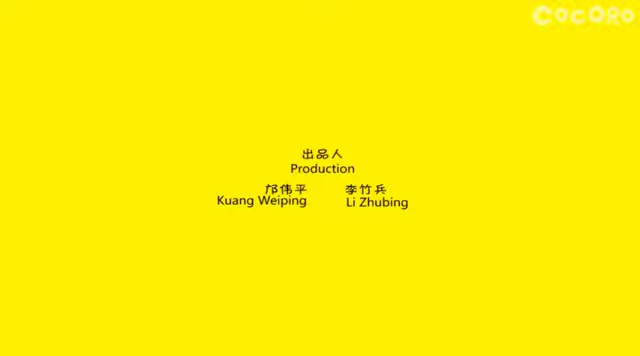 COCORO
出品人
Production
邝伟平 李竹兵
Kuang Weiping Li Zhubing